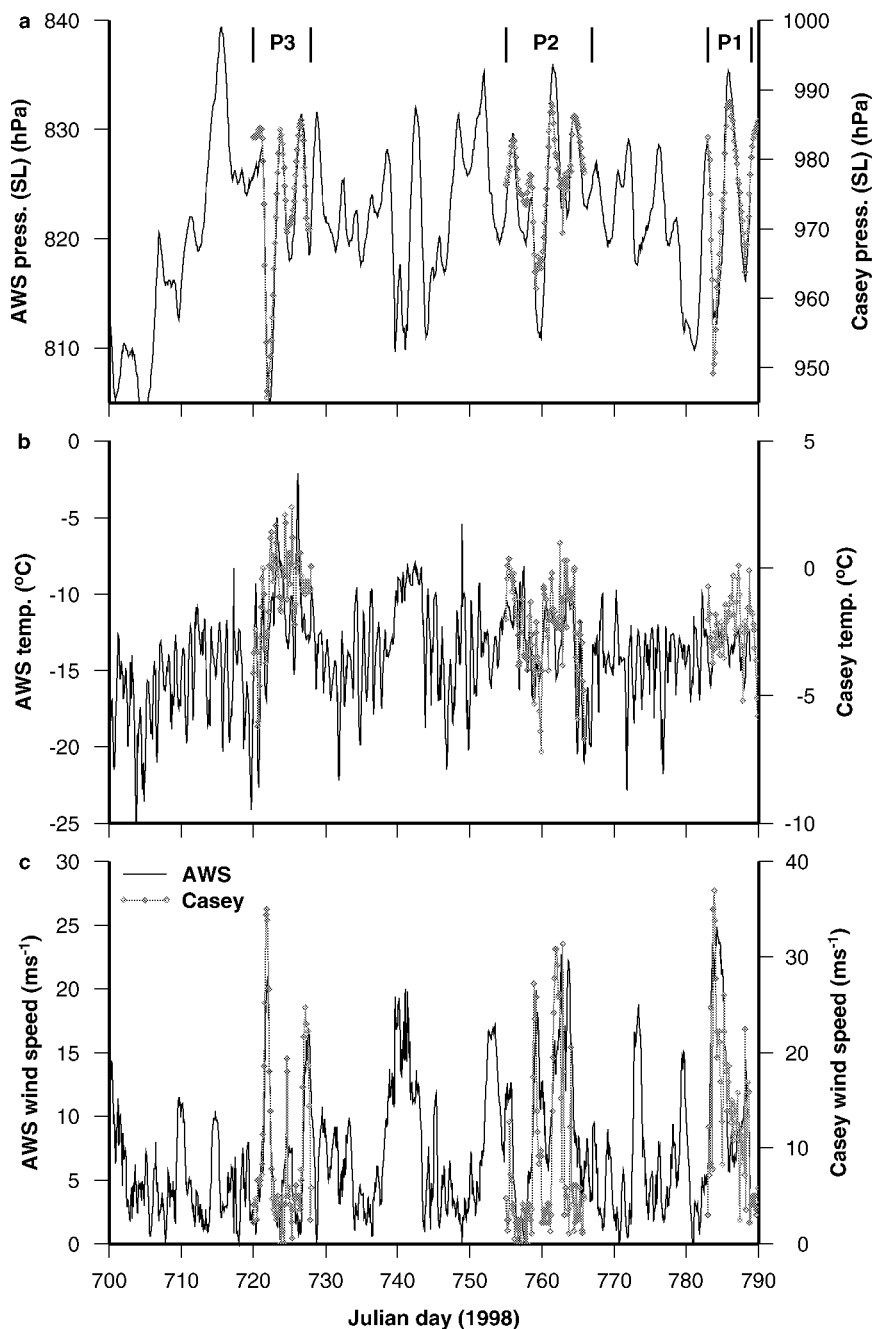 a
840
830
820
810
AWS press. (SL) (hPa)
P3
P2
P1
1000
990
980
970
960
950
Casey press. (SL) (hPa)
b
0
-5
-10
-15
-20
-25
AWS temp. (ºC)
5
0
-5
-10
Casey temp. (ºC)
c
30
25
20
15
10
5
0
AWS wind speed (ms-1)
AWS
Casey
40
30
20
10
0
Casey wind speed (ms-1)
700 710 720 730 740 750 760 770 780 790
Julian day (1998)